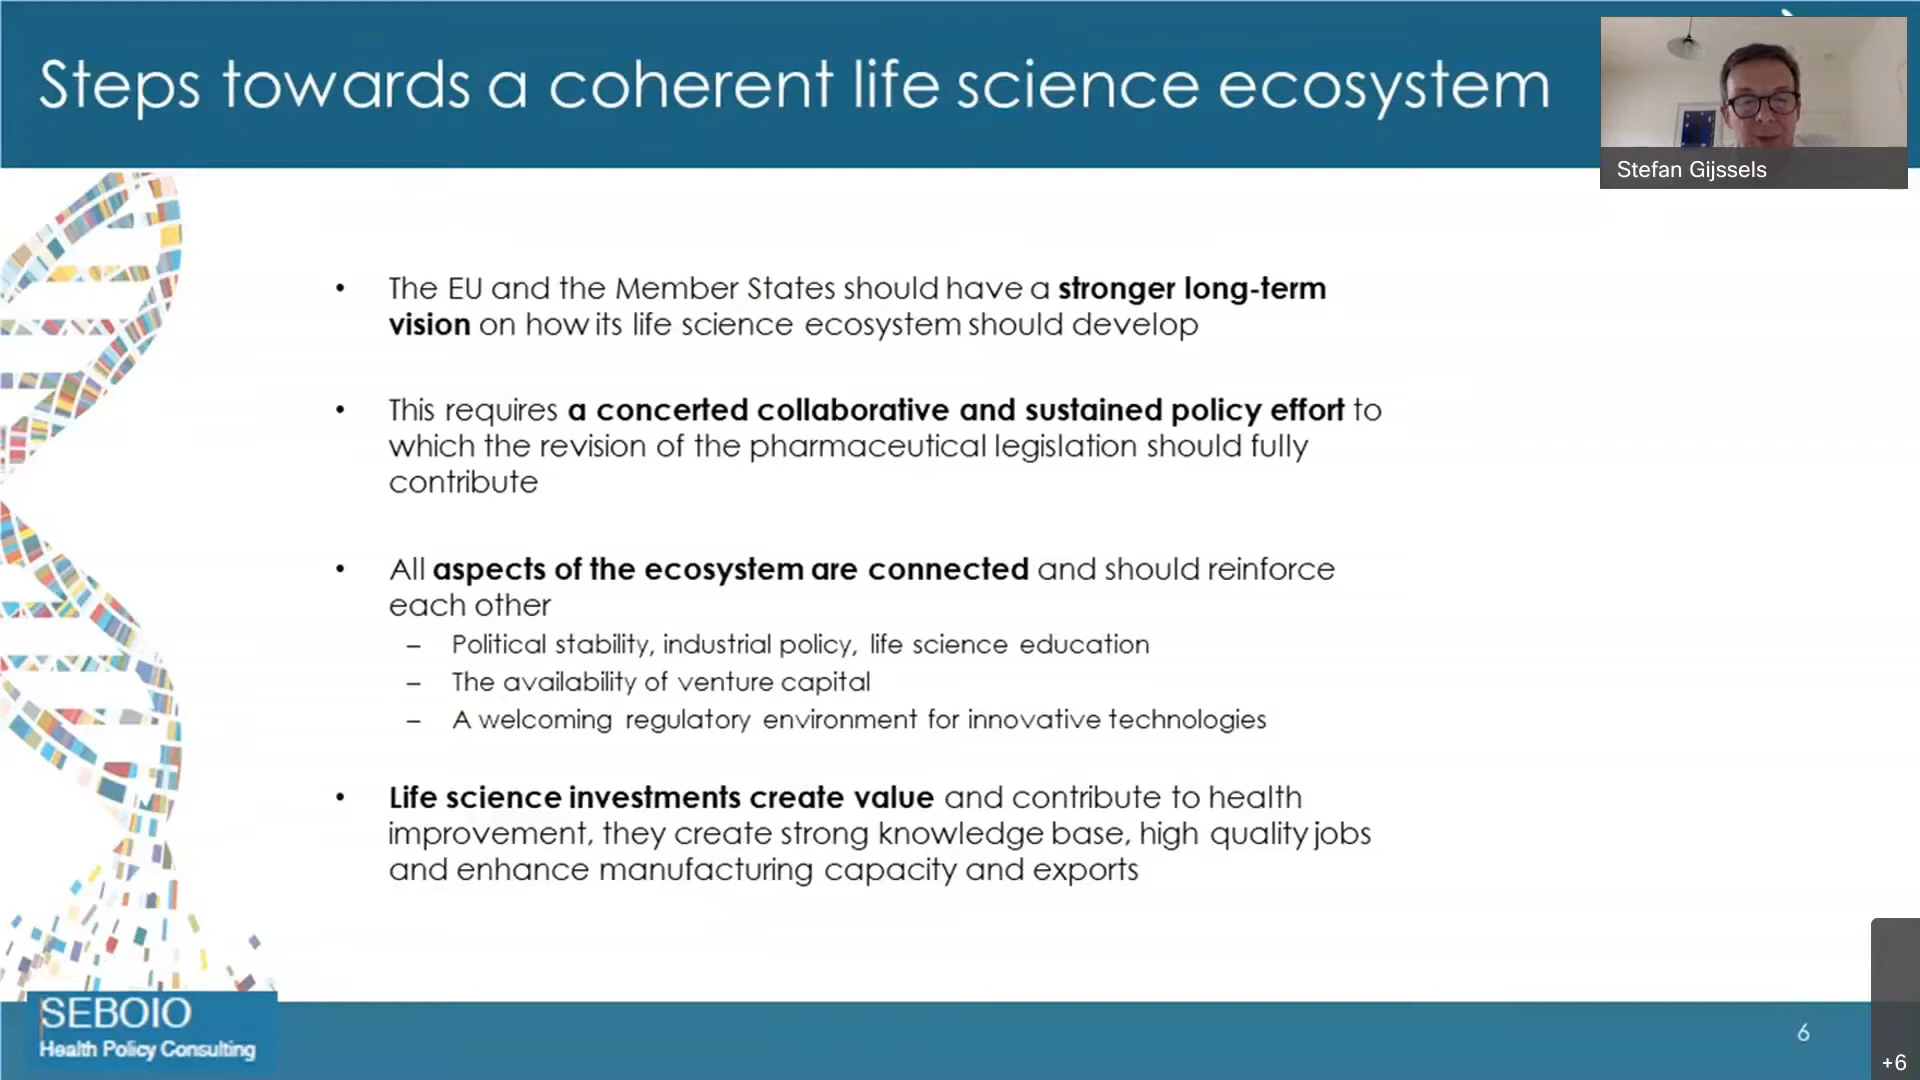 Steps towards a coherent life science ecosystem
Stefan Gijssels
• The EU and the Member States should have a stronger long-term
vision on how its life science ecosystem should develop
• This requires a concerted collaborative and sustained policy effort to
which the revision of the pharmaceutical legislation should fully
contribute
• All aspects of the ecosystem are connected and should reinforce
each other
– Political stability, industrial policy, life science education
– The availability of venture capital
– A welcoming regulatory environment for innovative technologies
• Life science investments create value and contribute to health
improvement, they create strong knowledge base, high quality jobs
and enhance manufacturing capacity and exports
SEBOIO
Health Policy Consulting
6
+6